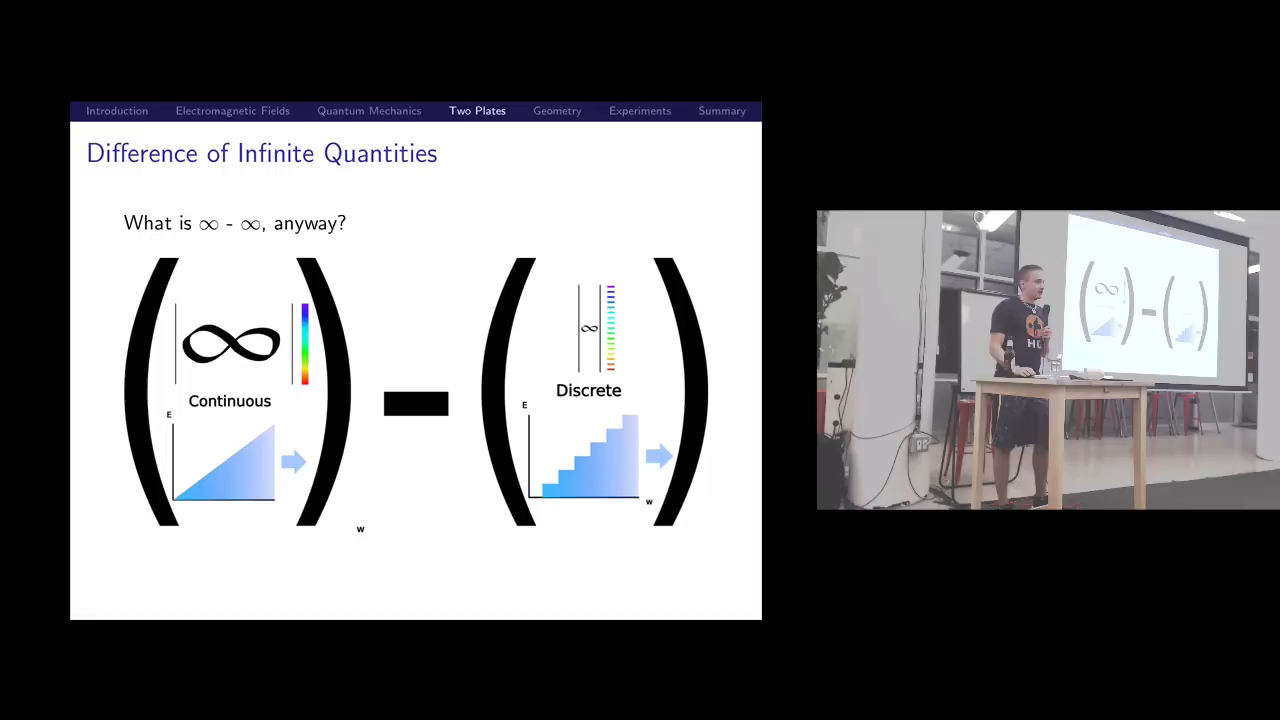 Introduction Electromagnetic Fields Quantum Mechanics Two Plates Geometry Experiments Summary
Difference of Infinite Quantities
What is ∞ - ∞, anyway?
( ∞ Continuous
E
w
) - (
∞
Discrete
E
w
)
HC